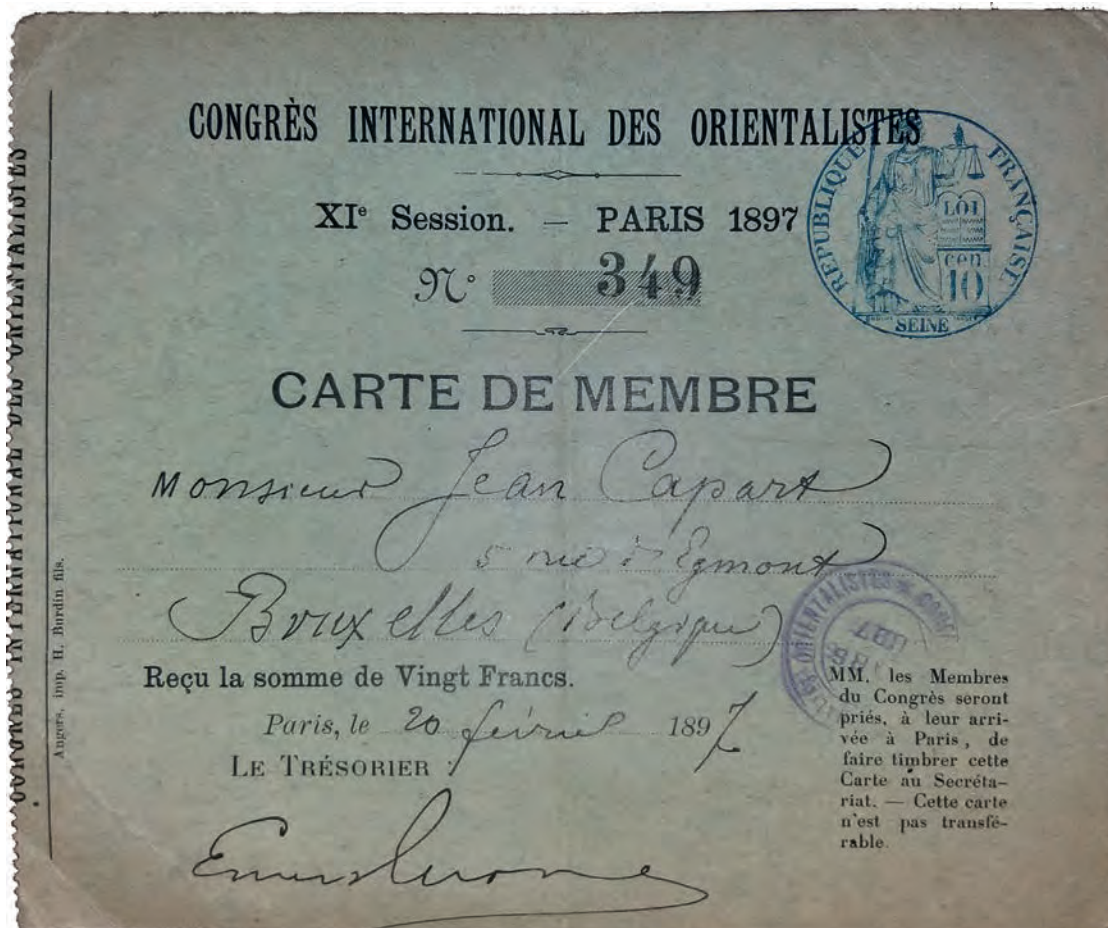 CONGRÈS INTERNATIONAL DES ORIENTALISTES
XIe Session. — PARIS 1897
N° 349
RÉPUBLIQUE FRANÇAISE
LOI
cen
10
SEINE
CARTE DE MEMBRE
Monsieur Jean Capart
5 rue d'Egmont
Bruxelles (Belgique)
Reçu la somme de Vingt Francs.
Paris, le 20 février 1897
LE TRÉSORIER
MM. les Membres
du Congrès seront
priés, à leur arri-
vée à Paris, de
faire timbrer cette
Carte au Secréta-
riat. — Cette carte
n'est pas transfé-
rable.
ORIENTALISTES
CONGRÈS INTERNATIONAL DES ORIENTALISTES
Angers, imp. H. Burdin fils.